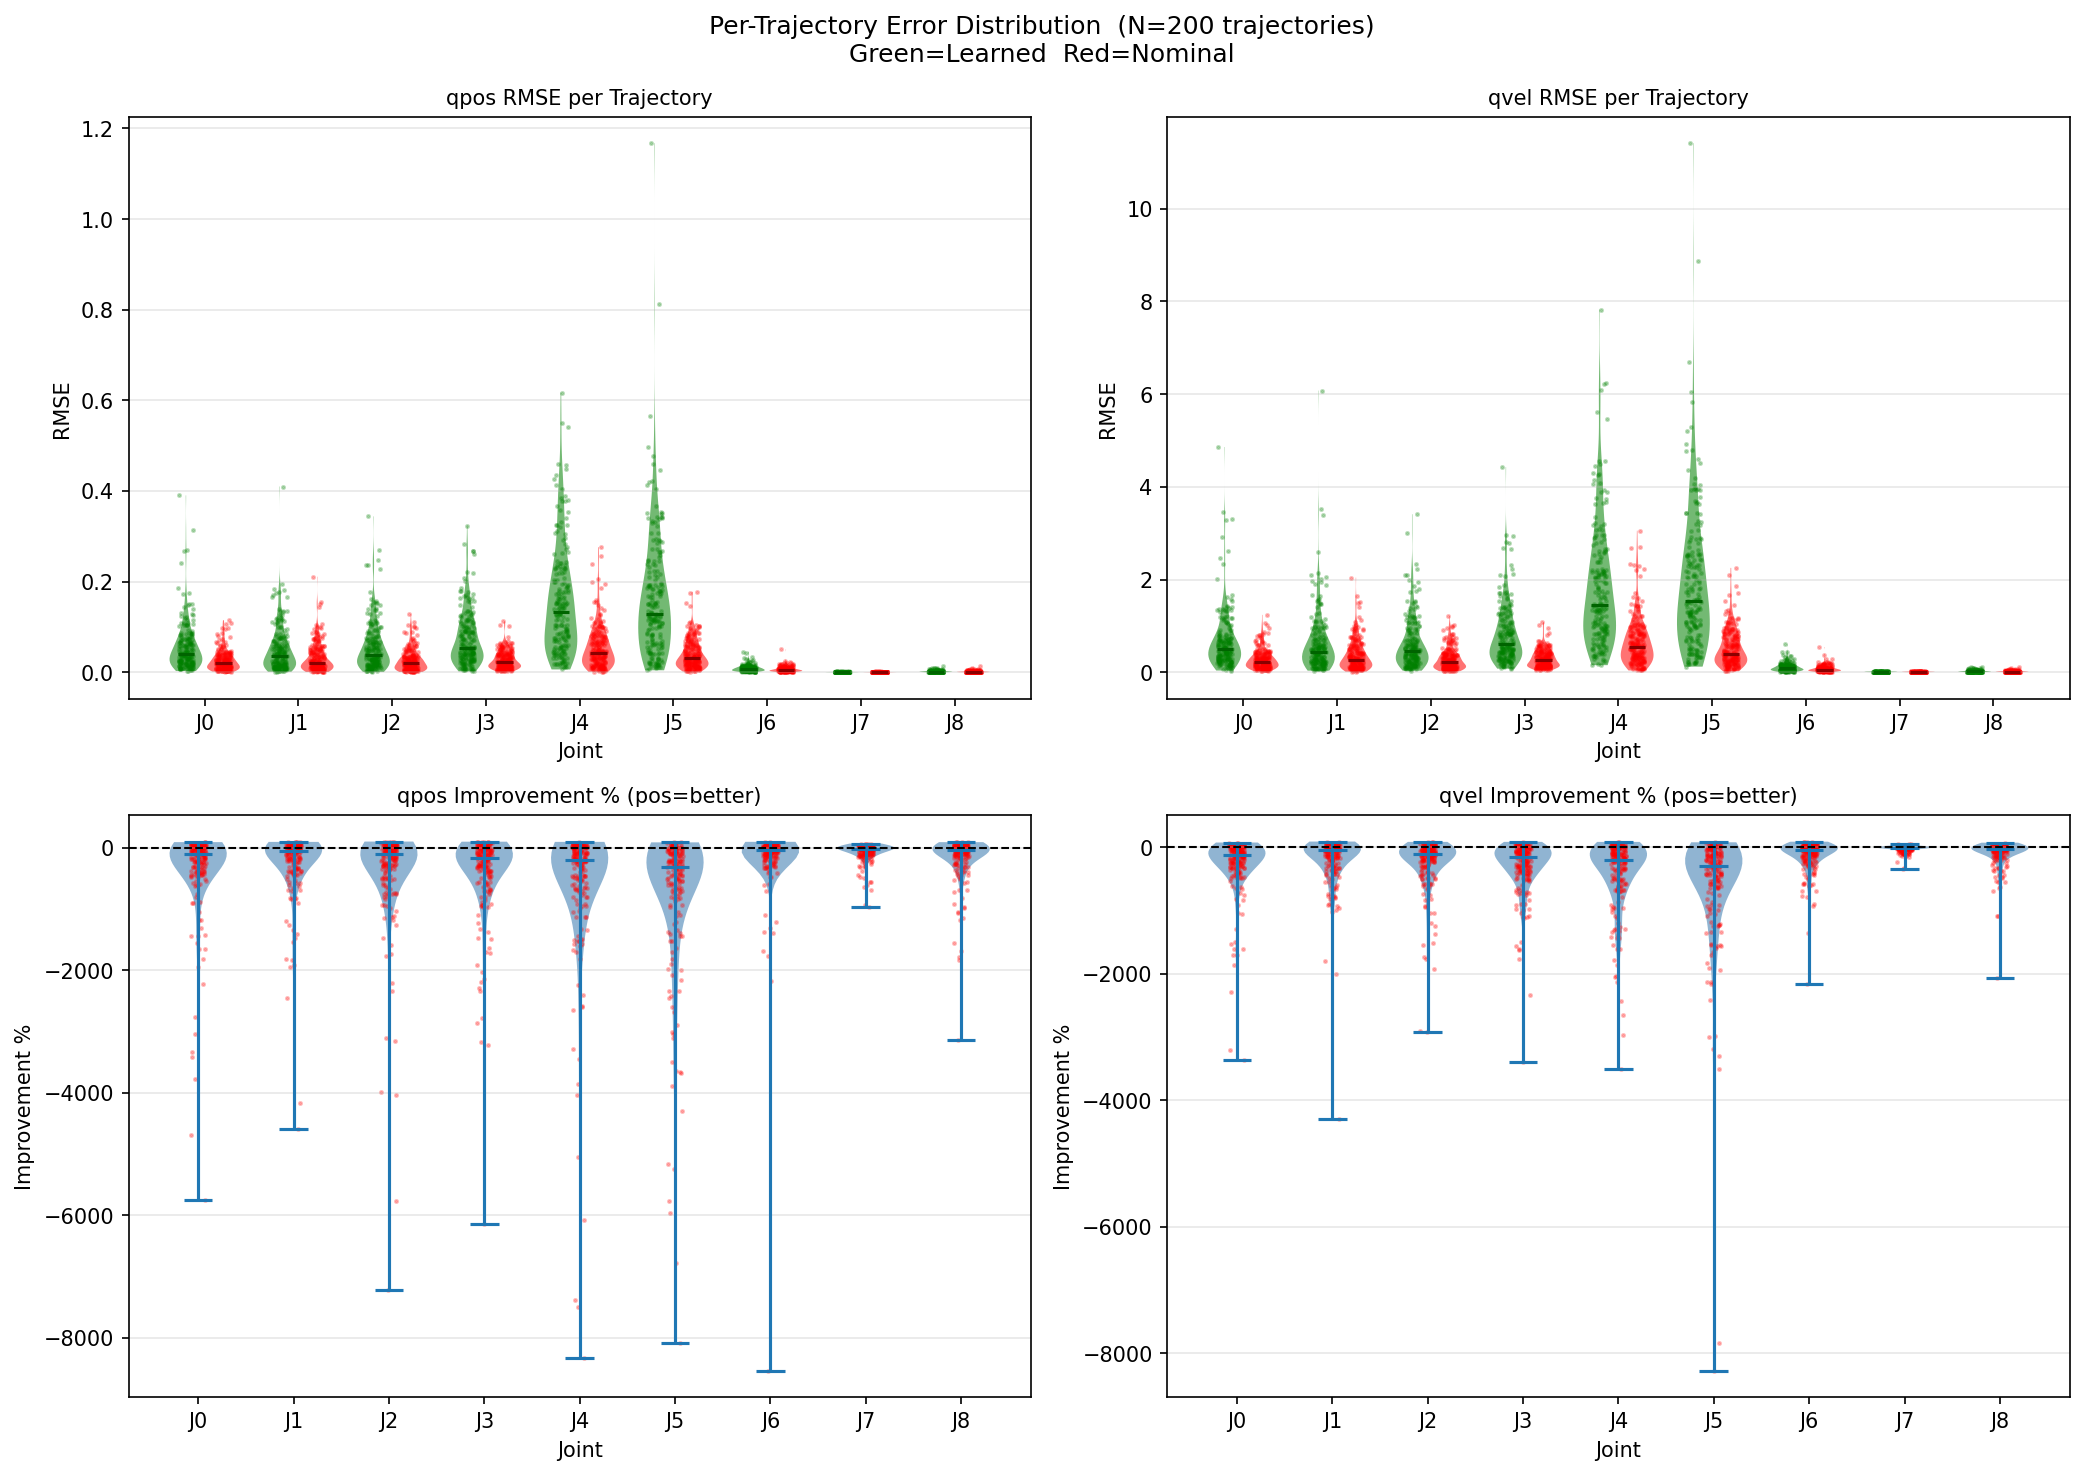 Per-Trajectory Error Distribution  (N=200 trajectories)
Green=Learned  Red=Nominal
qpos RMSE per Trajectory
1.2
1.0
0.8
0.6
0.4
0.2
0.0
RMSE
J0 J1 J2 J3 J4 J5 J6 J7 J8
Joint
qvel RMSE per Trajectory
10
8
6
4
2
0
RMSE
J0 J1 J2 J3 J4 J5 J6 J7 J8
Joint
qpos Improvement % (pos=better)
0
−2000
−4000
−6000
−8000
Improvement %
J0 J1 J2 J3 J4 J5 J6 J7 J8
Joint
qvel Improvement % (pos=better)
0
−2000
−4000
−6000
−8000
Improvement %
J0 J1 J2 J3 J4 J5 J6 J7 J8
Joint